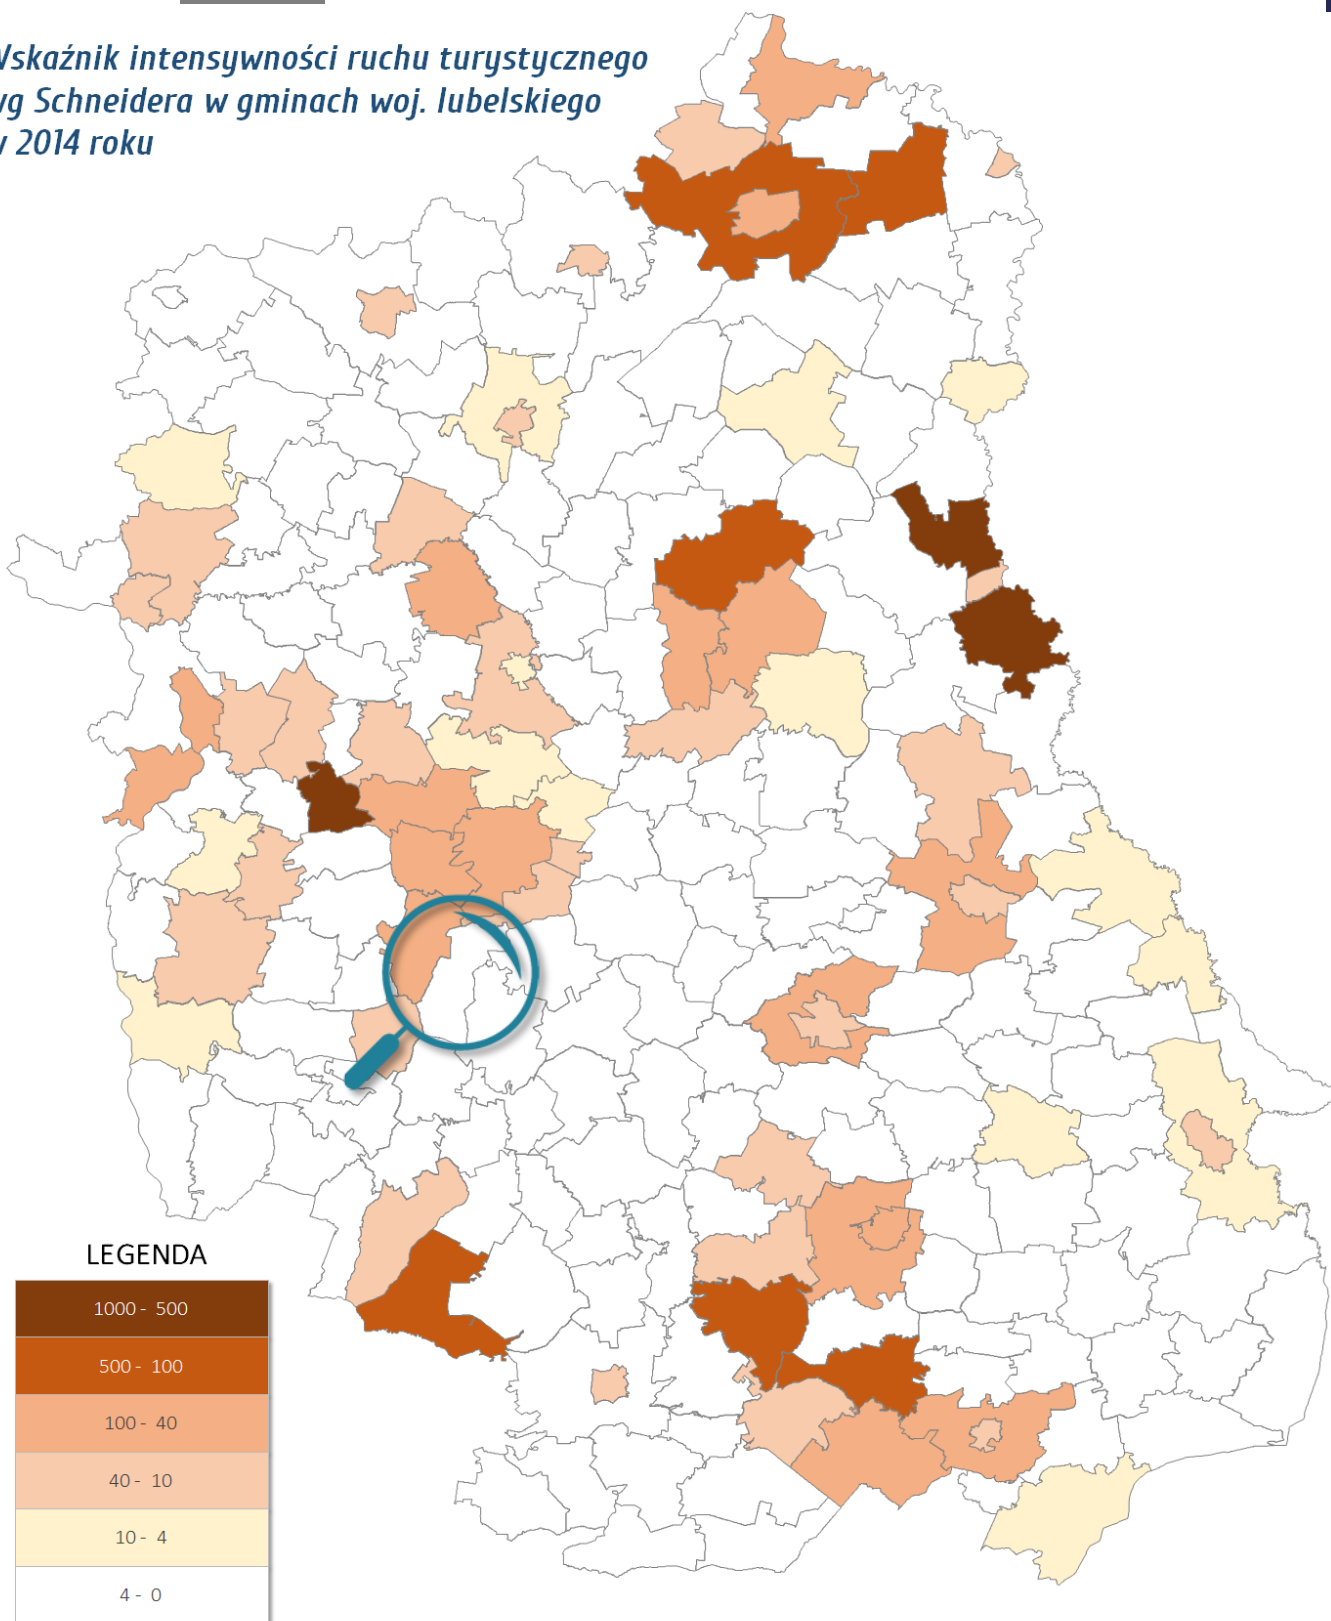 Wskaźnik intensywności ruchu turystycznego
wg Schneidera w gminach woj. lubelskiego
w 2014 roku
LEGENDA
1000 - 500
500 - 100
100 - 40
40 - 10
10 - 4
4 - 0